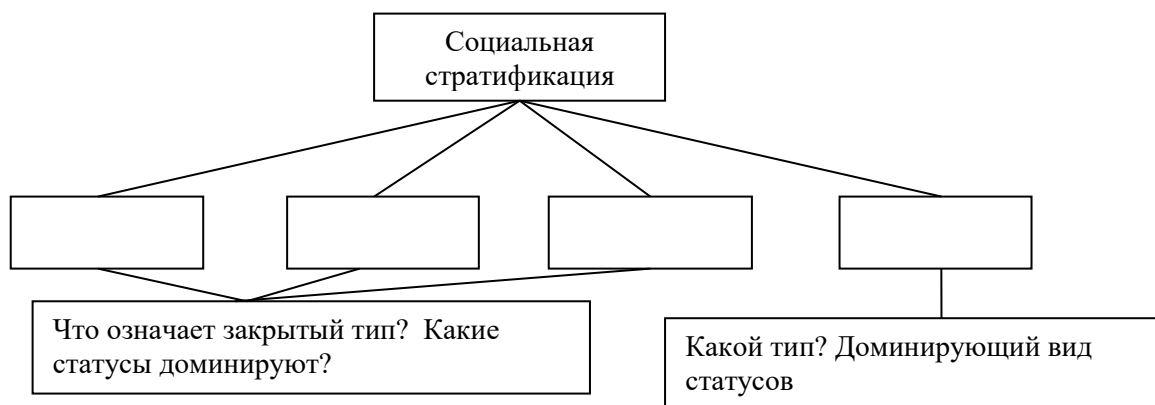 Социальная
стратификация
Что означает закрытый тип?  Какие
статусы доминируют?
Какой тип? Доминирующий вид
статусов